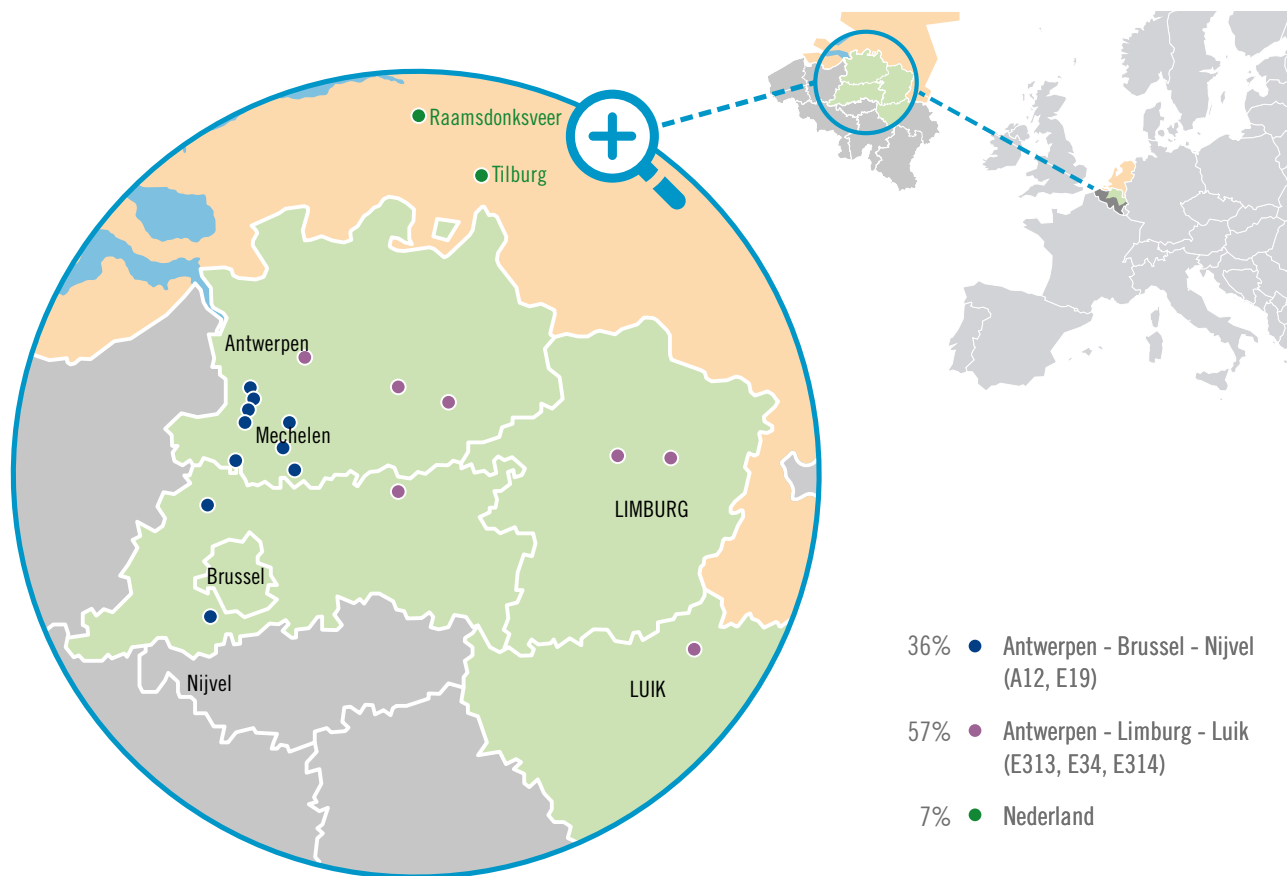 Raamsdonksveer
Tilburg
Antwerpen
Mechelen
LIMBURG
Brussel
Nijvel
LUIK
36% Antwerpen - Brussel - Nijvel
(A12, E19)
57% Antwerpen - Limburg - Luik
(E313, E34, E314)
7% Nederland